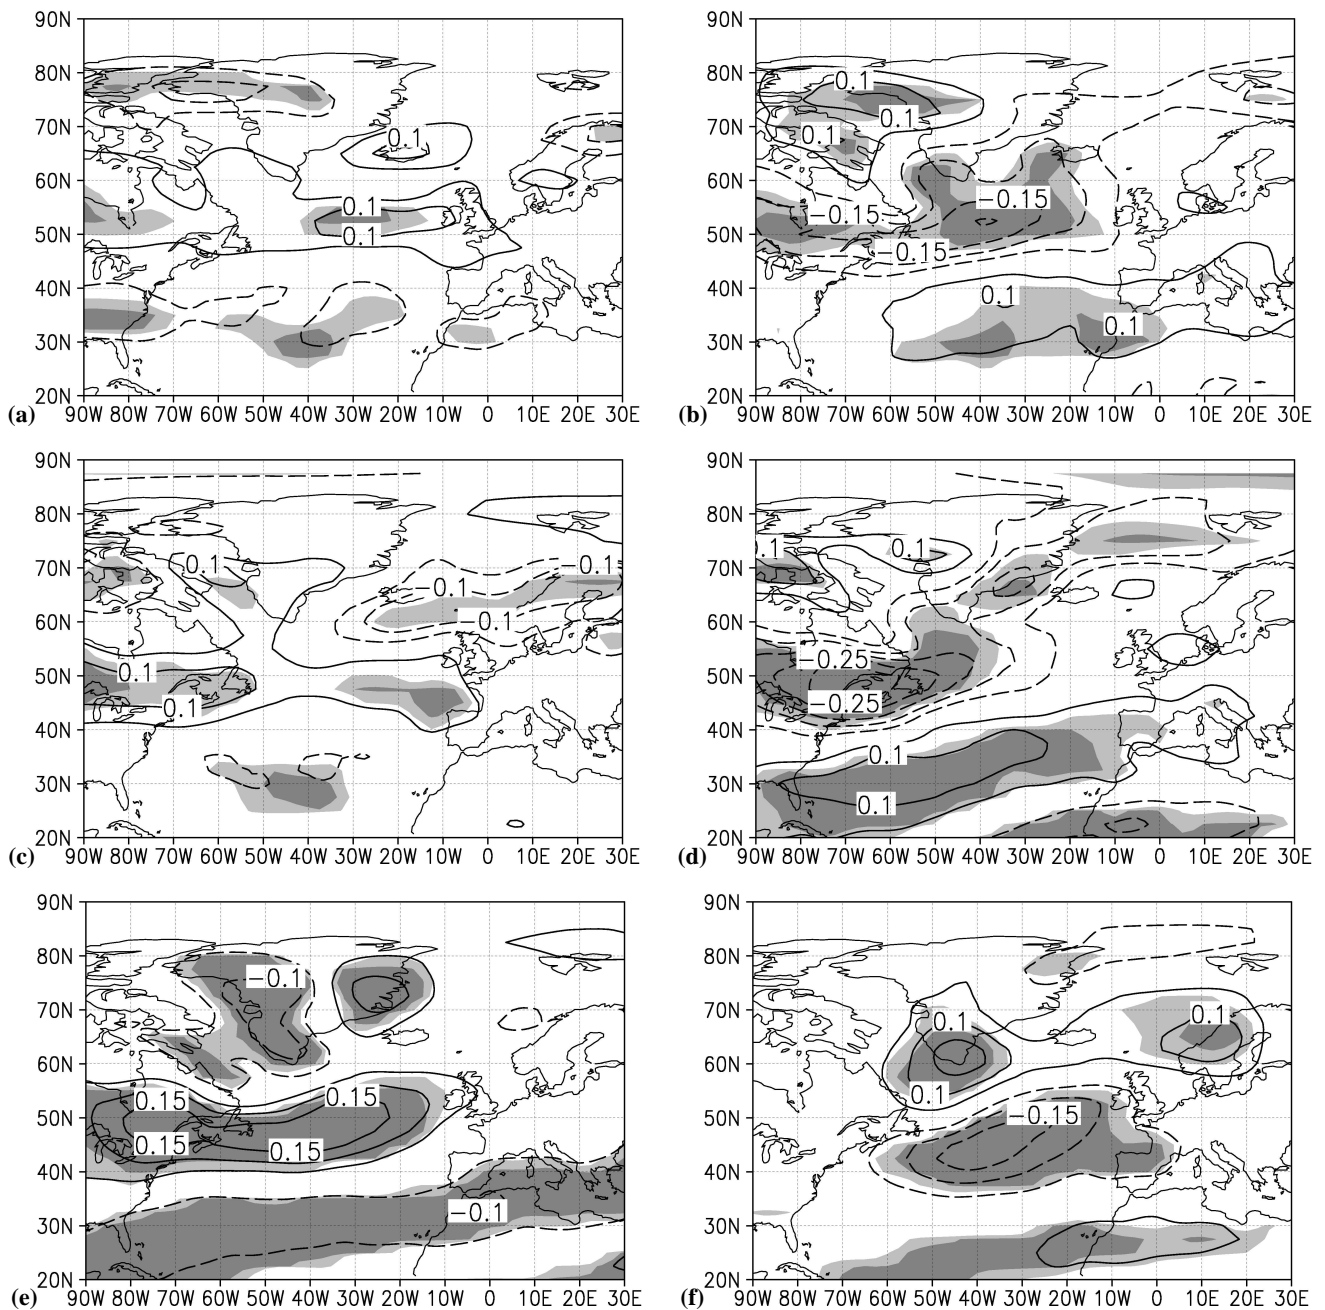 90N 90N
80N 80N
0.1
0.1
70N 0.1 70N 0.1
60N 60N
0.1 −0.15
−0.15
50N 0.1 50N −0.15
40N 40N
0.1
0.1
30N 30N
20N 20N
(a) 90W 80W 70W 60W 50W 40W 30W 20W 10W 0 10E 20E 30E (b) 90W 80W 70W 60W 50W 40W 30W 20W 10W 0 10E 20E 30E
90N 90N
80N 80N
0.1 −0.1 0.1 0.1
70N −0.1 70N
60N −0.1 60N
0.1 −0.25
50N 50N
0.1 −0.25
40N 40N
0.1
30N 30N
0.1
20N 20N
(c) 90W 80W 70W 60W 50W 40W 30W 20W 10W 0 10E 20E 30E (d) 90W 80W 70W 60W 50W 40W 30W 20W 10W 0 10E 20E 30E
90N 90N
80N 80N
−0.1
70N 70N
0.1 0.1
60N 60N
0.15 0.15 0.1
50N 50N −0.15
0.15 0.15
40N 40N
−0.1
30N 30N
20N 20N
(e) 90W 80W 70W 60W 50W 40W 30W 20W 10W 0 10E 20E 30E (f) 90W 80W 70W 60W 50W 40W 30W 20W 10W 0 10E 20E 30E